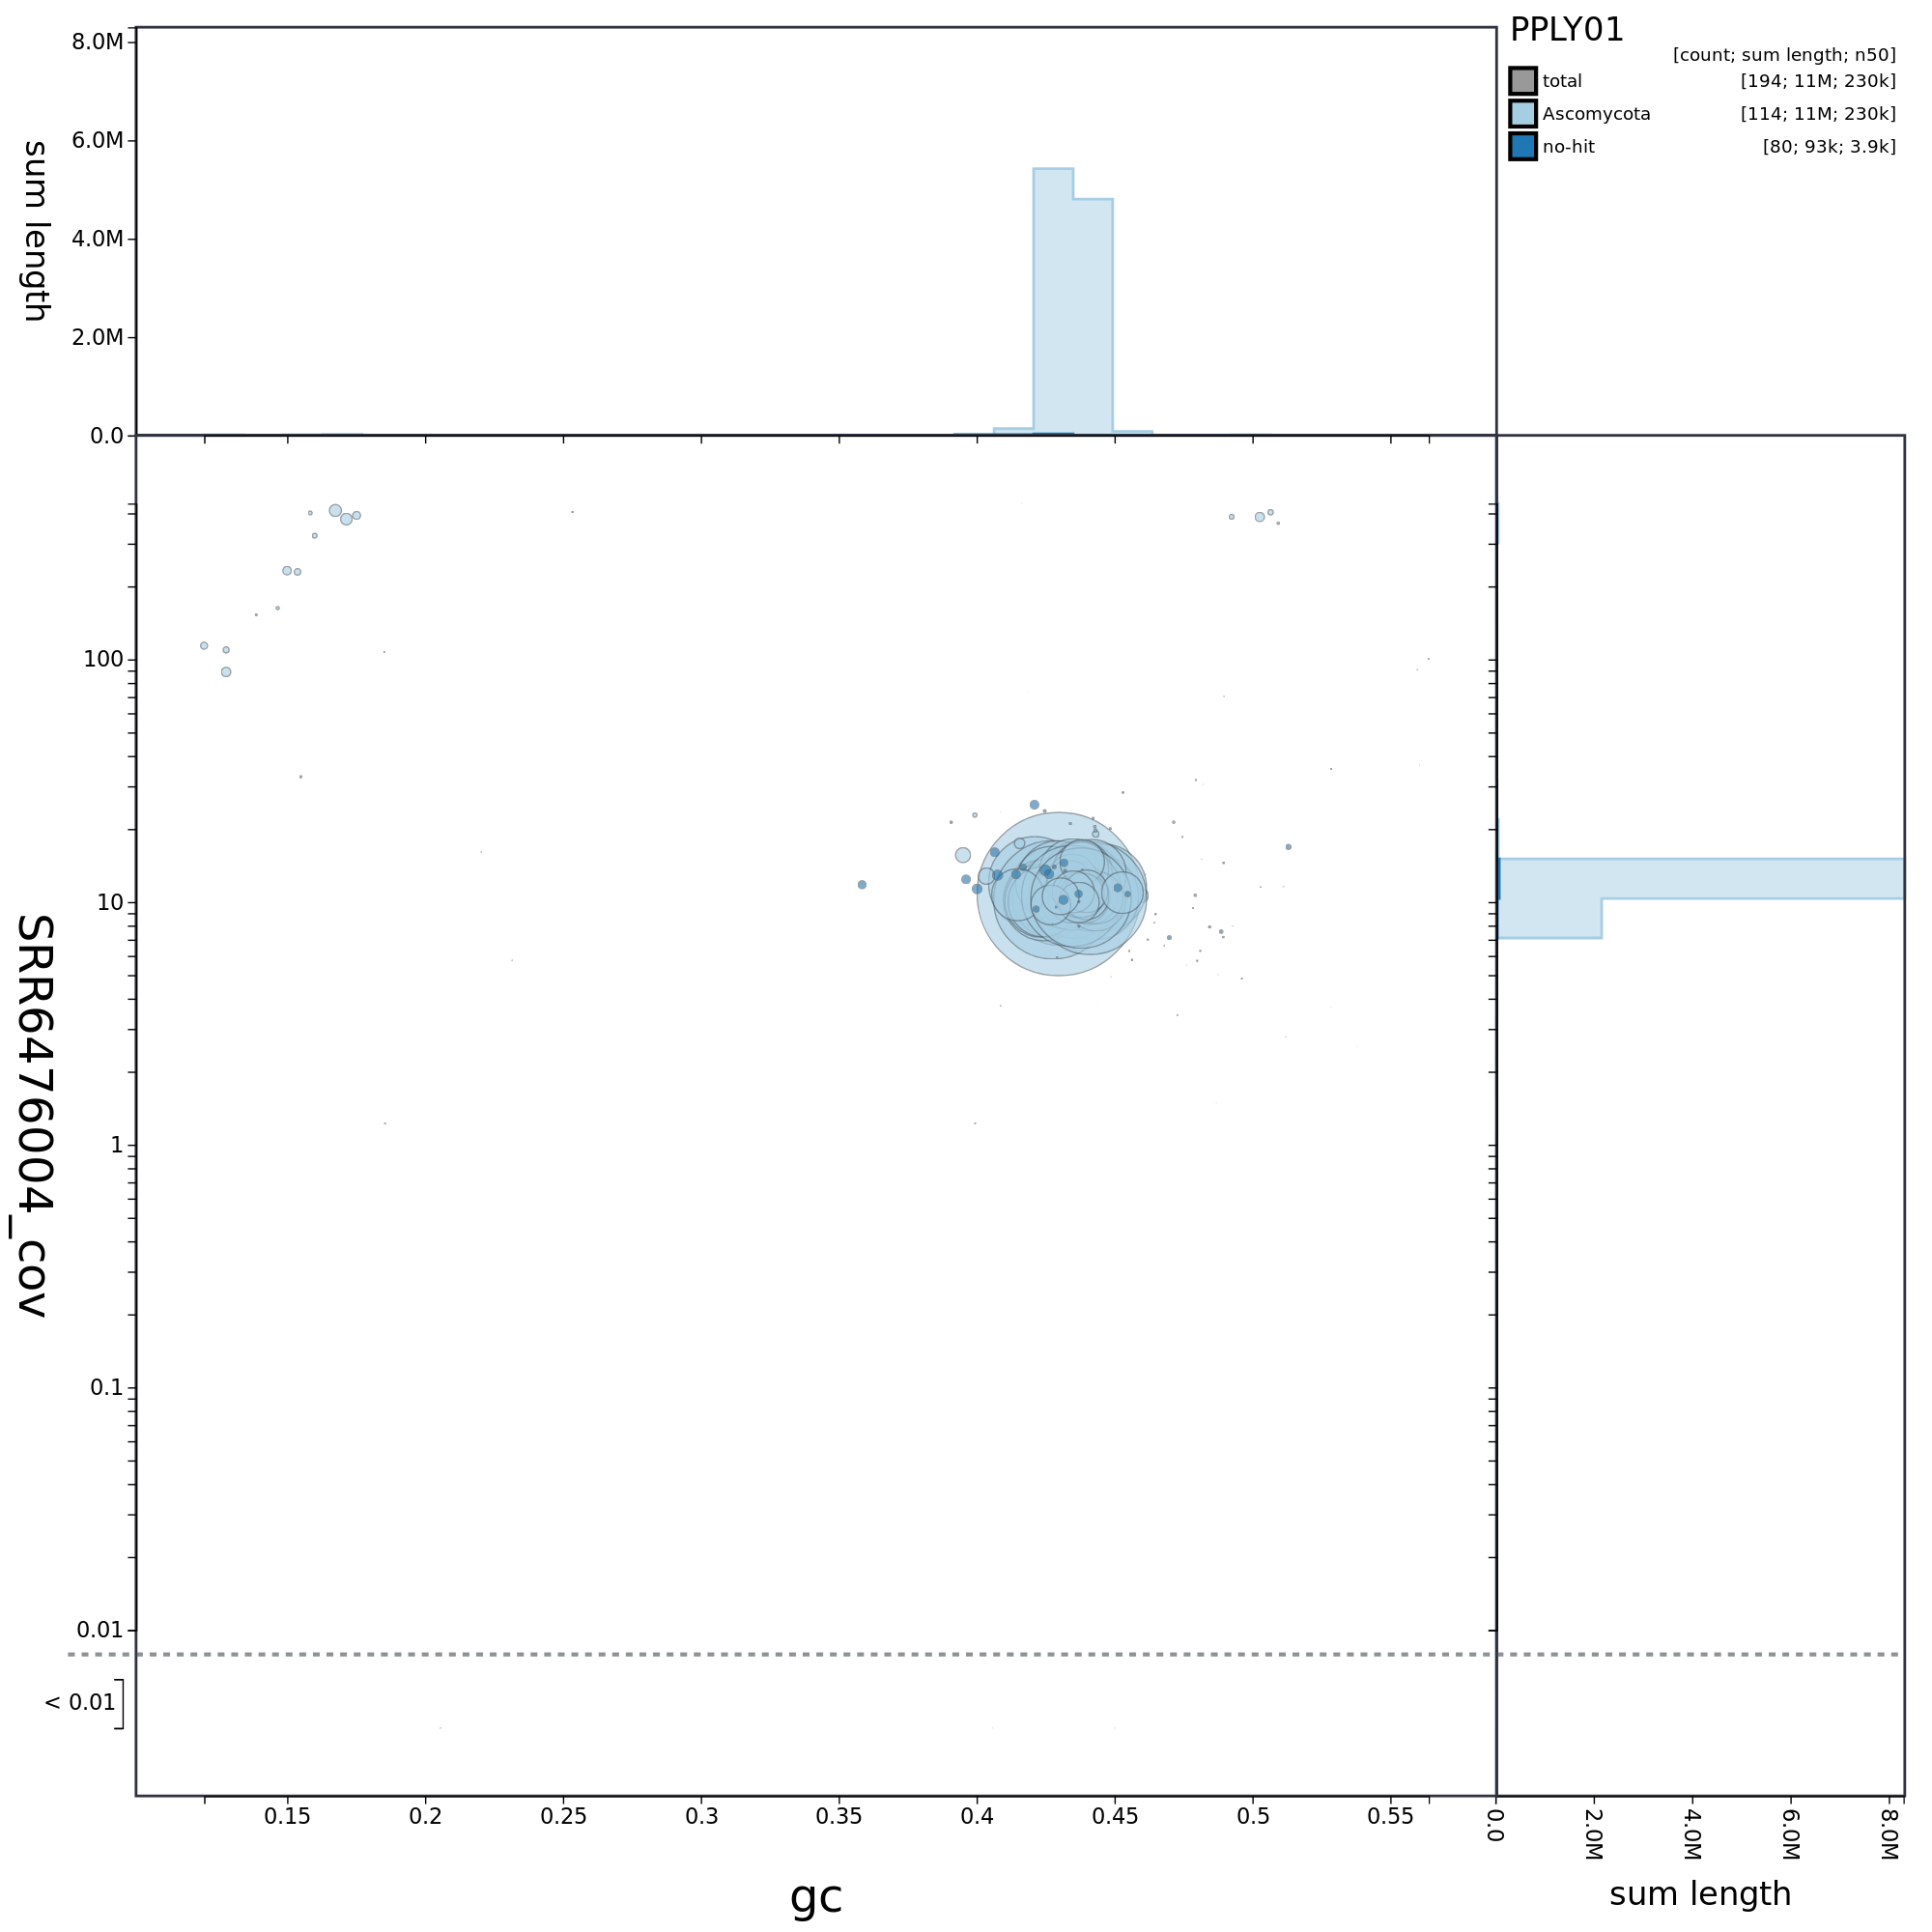 PPLY01
[count; sum length; n50]
total [194; 11M; 230k]
Ascomycota [114; 11M; 230k]
no-hit [80; 93k; 3.9k]
sum length
8.0M
6.0M
4.0M
2.0M
0.0
SRR6476004_cov
100
10
1
0.1
0.01
< 0.01
0.15 0.2 0.25 0.3 0.35 0.4 0.45 0.5 0.55
gc
0.0 2.0M 4.0M 6.0M 8.0M
sum length